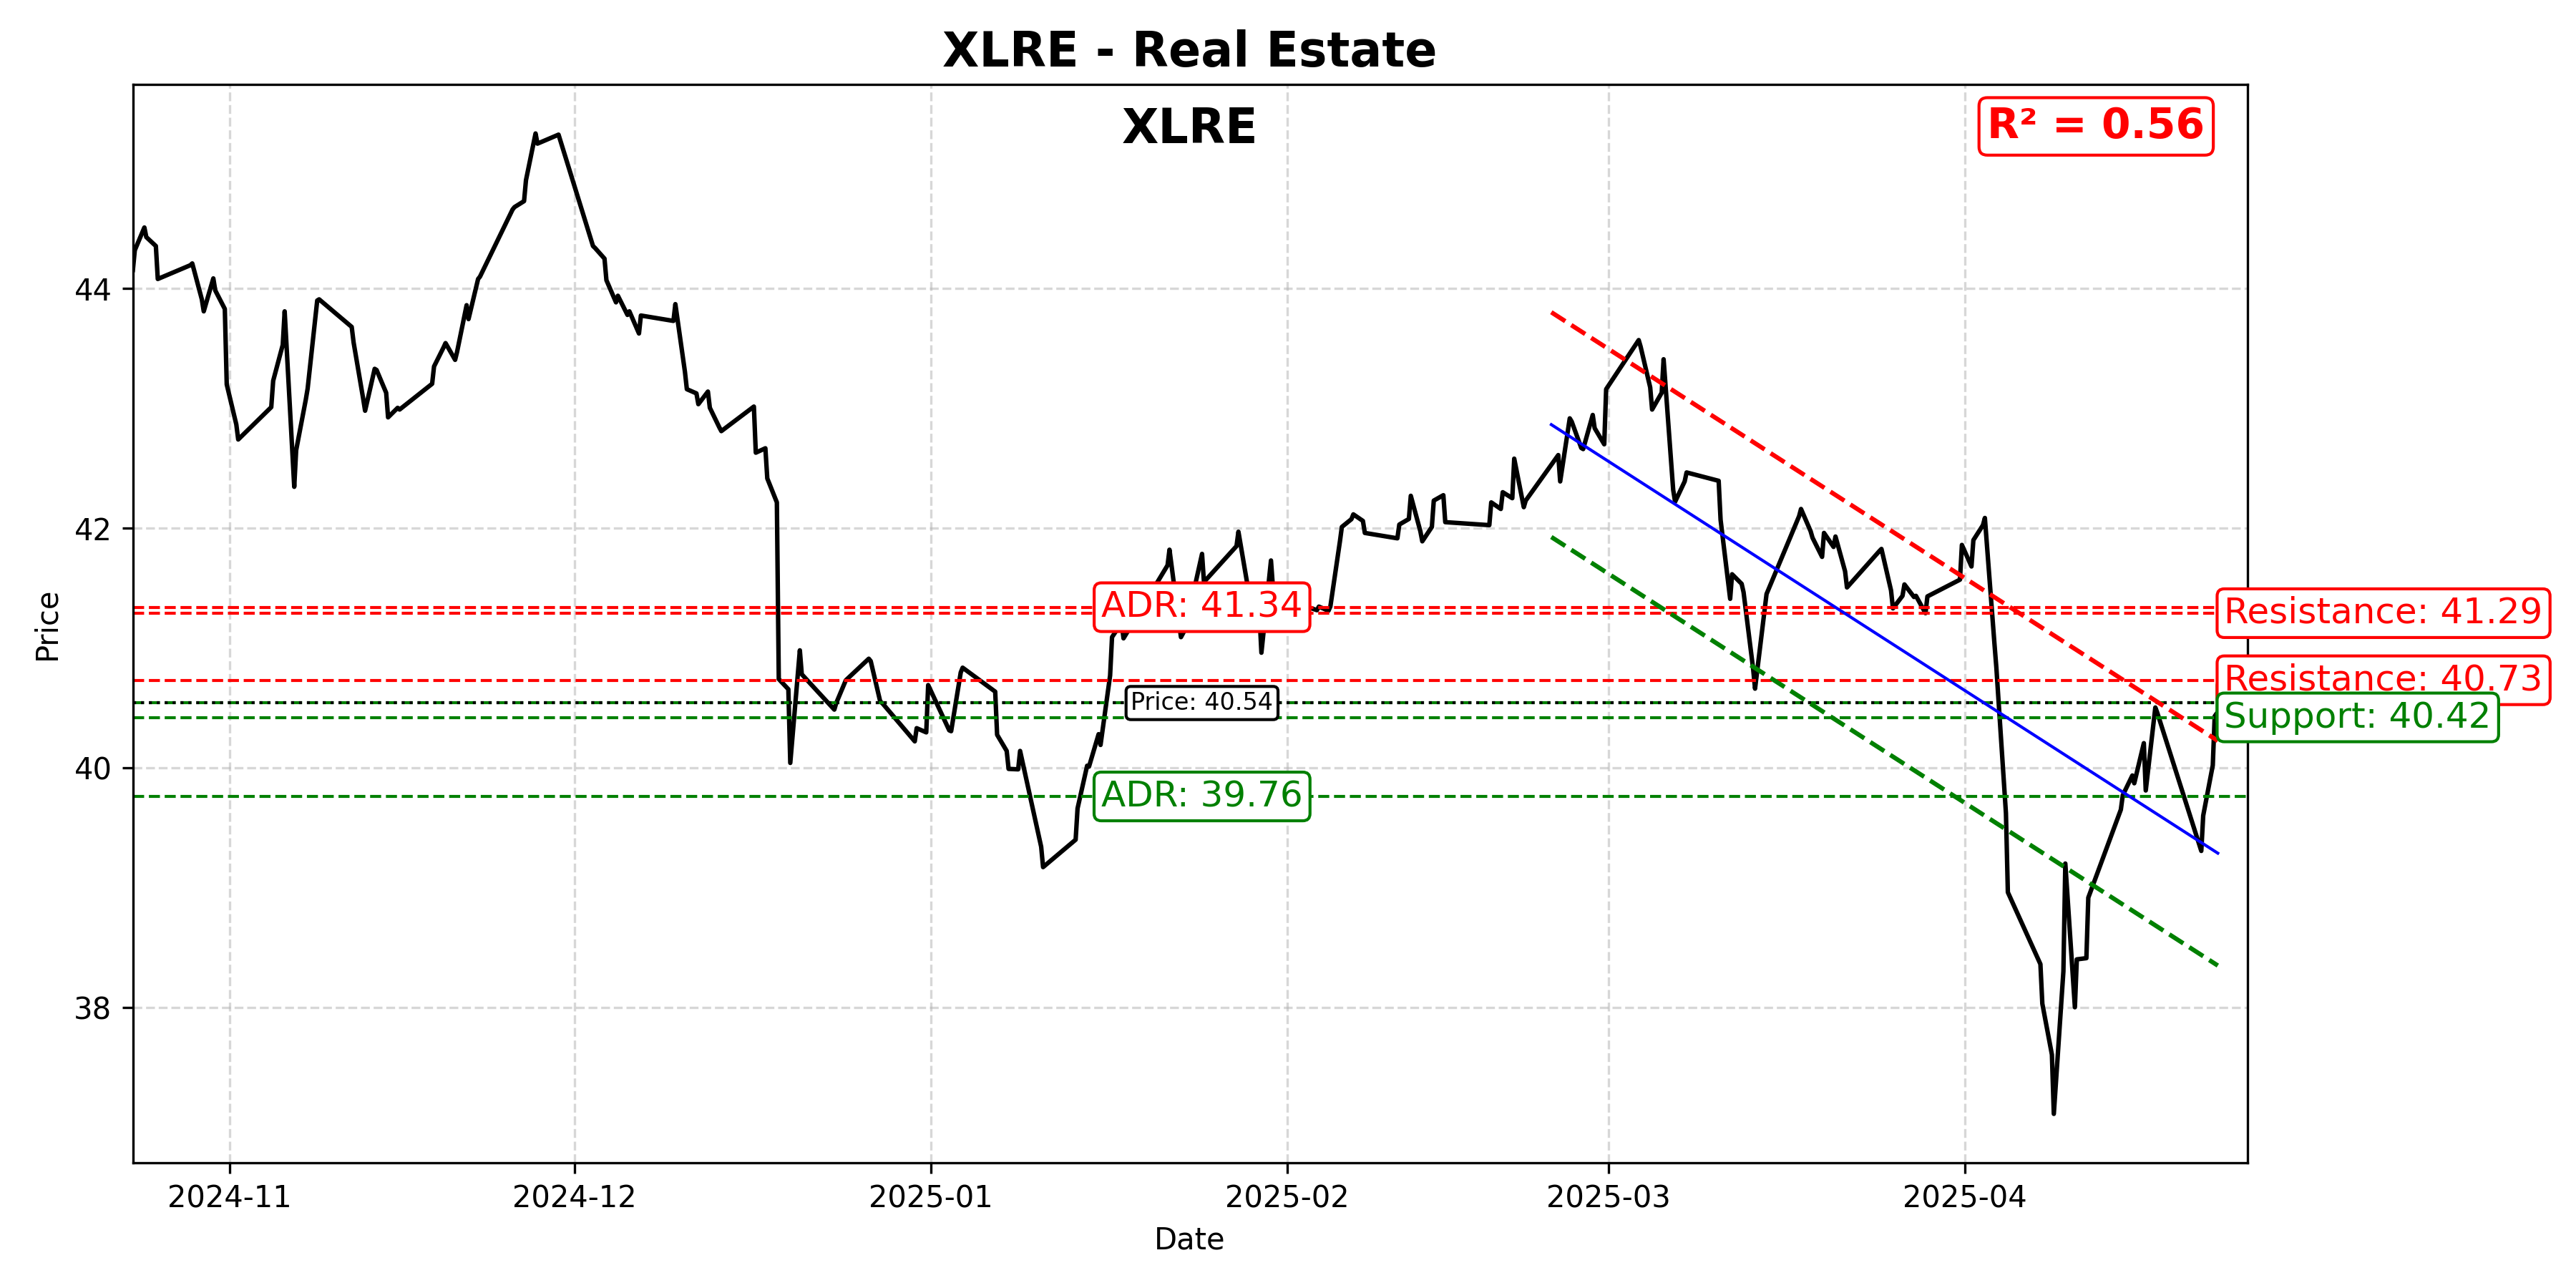 XLRE - Real Estate
XLRE
R² = 0.56
44
42
40
38
Price
ADR: 41.34
Resistance: 41.29
Resistance: 40.73
Price: 40.54
Support: 40.42
ADR: 39.76
2024-11
2024-12
2025-01
2025-02
2025-03
2025-04
Date